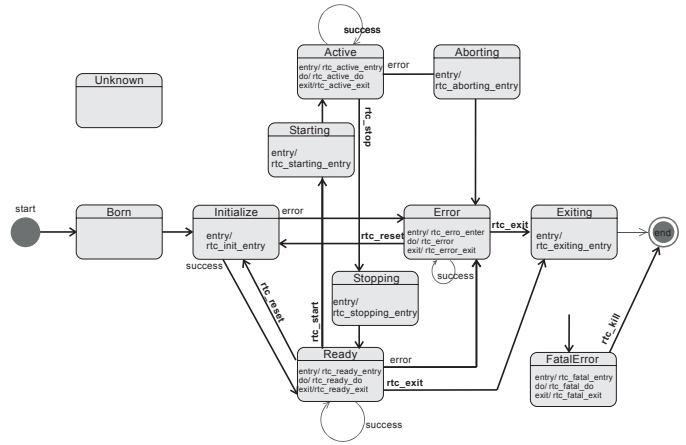 success
Active
entry/ rtc_active_entry
do/ rtc_active_do
exit/rtc_active_exit
error
Aborting
entry/
rtc_aborting_entry
Unknown
rtc_stop
Starting
entry/
rtc_starting_entry
start
Born
Initialize
entry/
rtc_init_entry
error
success
rtc_reset
Error
entry/ rtc_erro_enter
do/ rtc_error
exit/ rtc_error_exit
success
rtc_exit
Exiting
entry/
rtc_exiting_entry
end
Stopping
entry/
rtc_stopping_entry
rtc_reset
rtc_start
Ready
entry/ rtc_ready_entry
do/ rtc_ready_do
exit/rtc_ready_exit
error
rtc_exit
success
rtc_kill
FatalError
entry/ rtc_fatal_entry
do/ rtc_fatal_do
exit/ rtc_fatal_exit